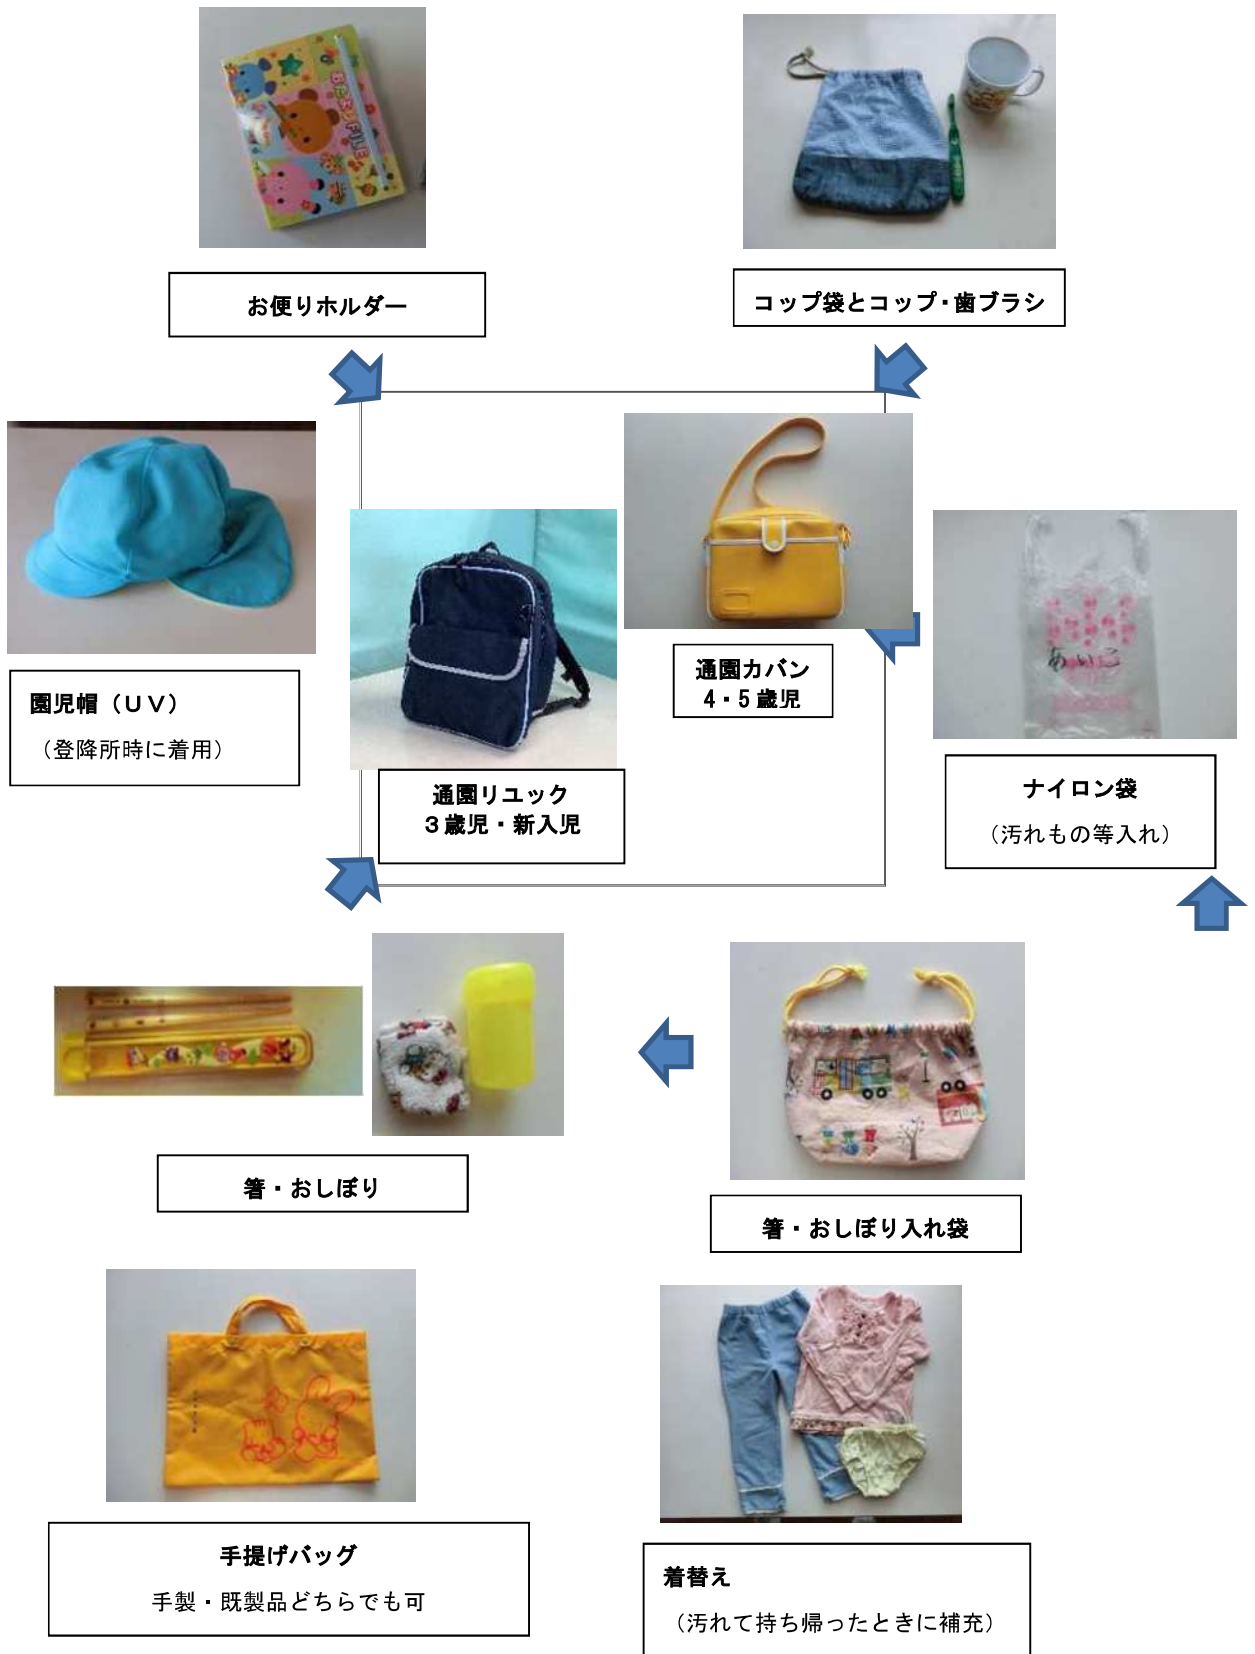 お便りホルダー
コップ袋とコップ・歯ブラシ
園児帽（ＵＶ）
（登降所時に着用）
通園カバン
4・5 歳児
あいこ
通園リュック
３歳児・新入児
ナイロン袋
（汚れもの等入れ）
箸・おしぼり
箸・おしぼり入れ袋
手提げバッグ
手製・既製品どちらでも可
着替え
（汚れて持ち帰ったときに補充）